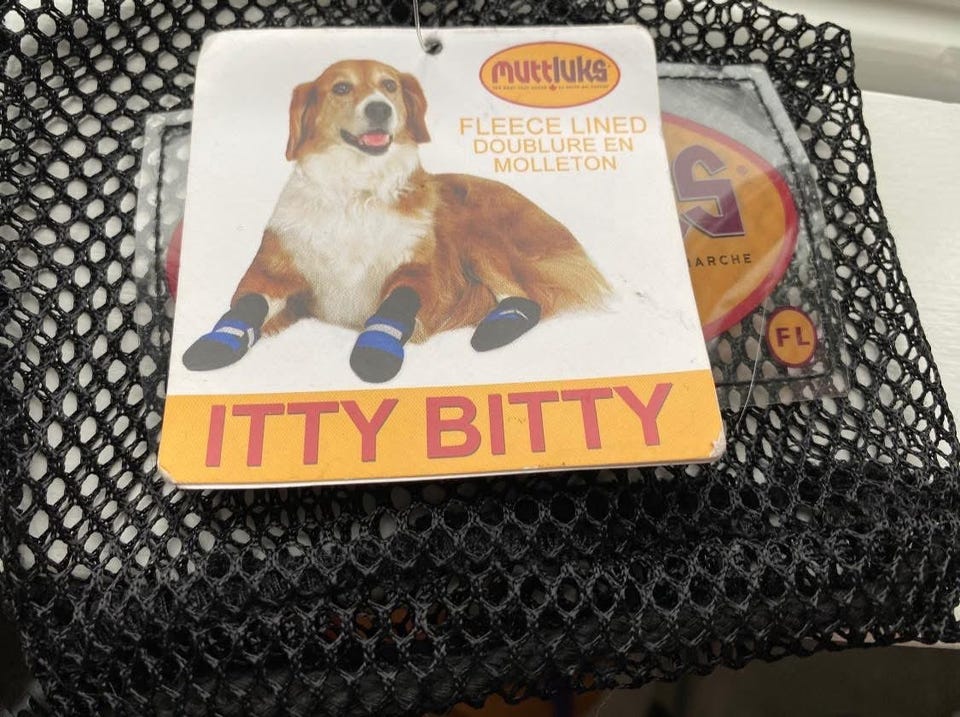 muttluks
FLEECE LINED
DOUBLURE EN
MOLLETON
ITTY BITTY
S
ARCHE
FL